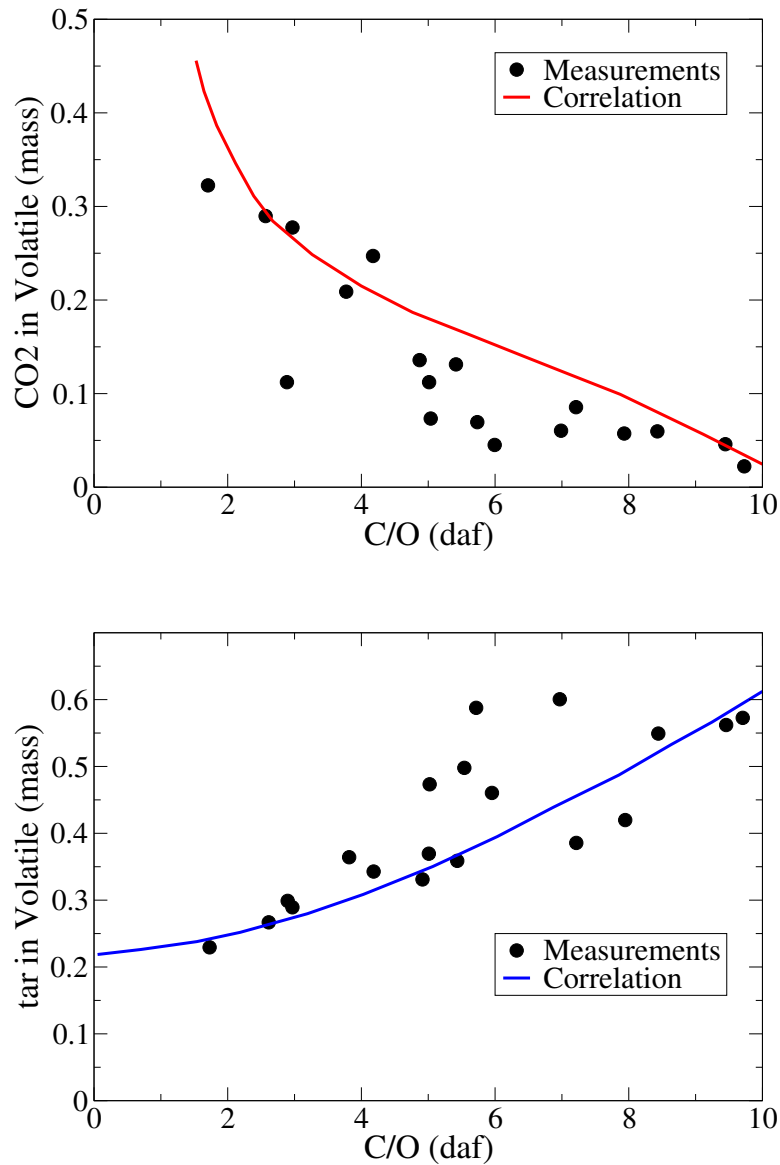 0.5
0.4
0.3
0.2
0.1
0
CO2 in Volatile (mass)
Measurements
Correlation
0 2 4 6 8 10
C/O (daf)
0.6
0.5
0.4
0.3
0.2
0.1
0
tar in Volatile (mass)
Measurements
Correlation
0 2 4 6 8 10
C/O (daf)